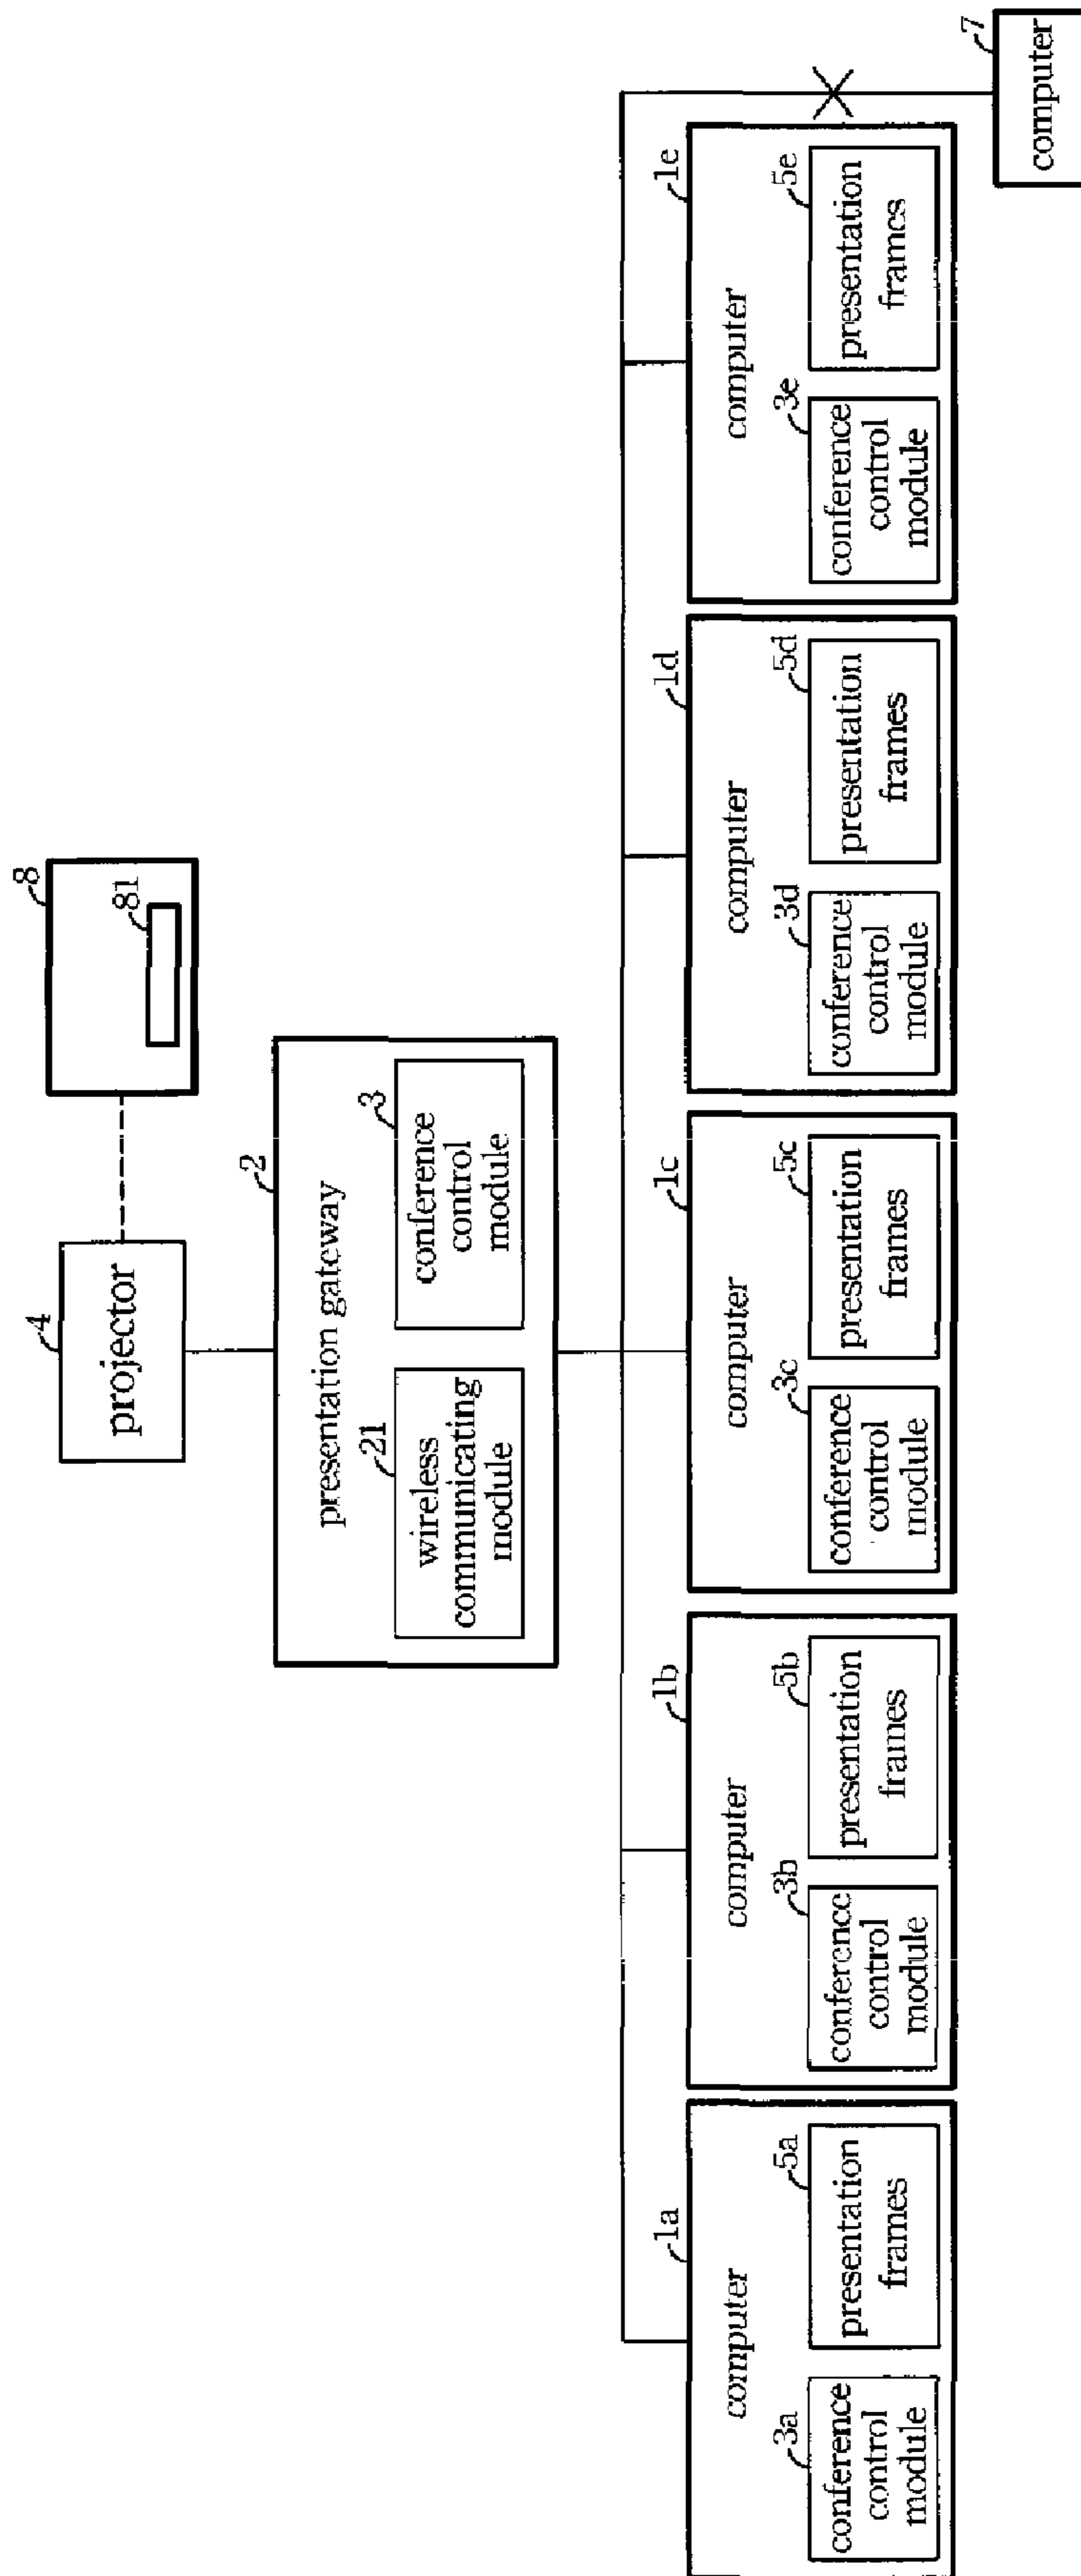 8
81
4
projector
2
presentation gateway
21
wireless
communicating
module
3
conference
control
module
1a
computer
3a
conference
control
module
5a
presentation
frames
1b
computer
3b
conference
control
module
5b
presentation
frames
1c
computer
3c
conference
control
module
5c
presentation
frames
1d
computer
3d
conference
control
module
5d
presentation
frames
1e
computer
3e
conference
control
module
5e
presentation
frames
7
computer